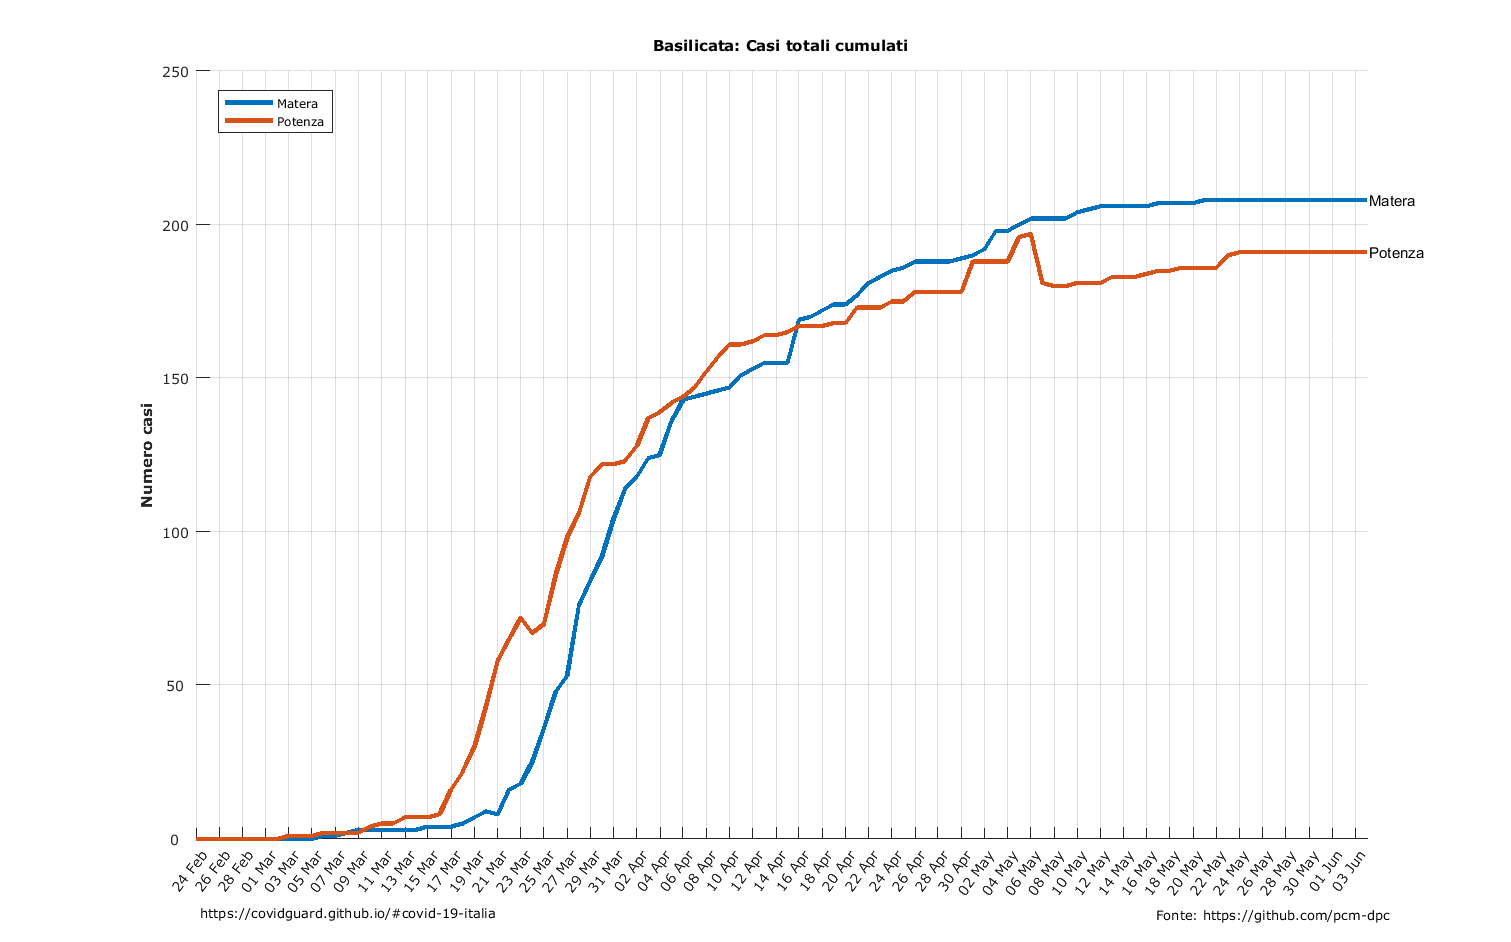 Basilicata: Casi totali cumulati
250
200
150
100
50
0
Numero casi
Matera
Potenza
Matera
Potenza
24 Feb
26 Feb
28 Feb
01 Mar
03 Mar
05 Mar
07 Mar
09 Mar
11 Mar
13 Mar
15 Mar
17 Mar
19 Mar
21 Mar
23 Mar
25 Mar
27 Mar
29 Mar
31 Mar
02 Apr
04 Apr
06 Apr
08 Apr
10 Apr
12 Apr
14 Apr
16 Apr
18 Apr
20 Apr
22 Apr
24 Apr
26 Apr
28 Apr
30 Apr
02 May
04 May
06 May
08 May
10 May
12 May
14 May
16 May
18 May
20 May
22 May
24 May
26 May
28 May
30 May
01 Jun
03 Jun
https://covidguard.github.io/#covid-19-italia
Fonte: https://github.com/pcm-dpc